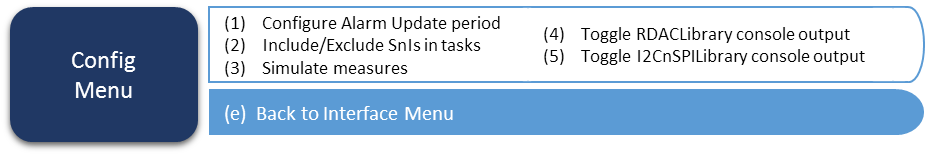 Config
Menu
(1) Configure Alarm Update period
(2) Include/Exclude SnIs in tasks
(3) Simulate measures
(4) Toggle RDACLibrary console output
(5) Toggle I2CnSPILibrary console output
(e) Back to Interface Menu